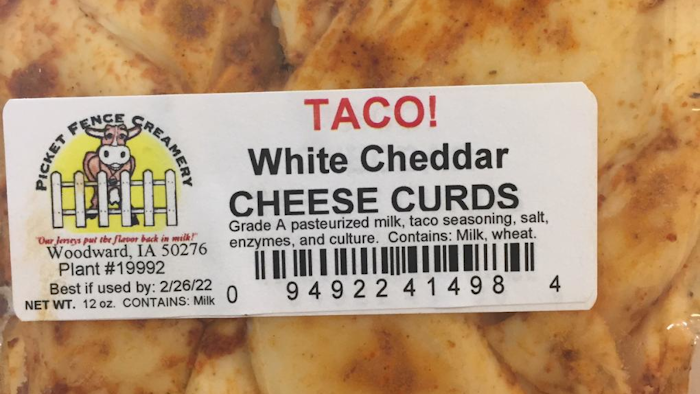 PICKET FENCE CREAMERY
"Our Jerseys put the flavor back in milk!"
Woodward, IA 50276
Plant #19992
Best if used by: 2/26/22
NET WT. 12 oz. CONTAINS: Milk
TACO!
White Cheddar
CHEESE CURDS
Grade A pasteurized milk, taco seasoning, salt,
enzymes, and culture. Contains: Milk, wheat.
0 94922 41498 4